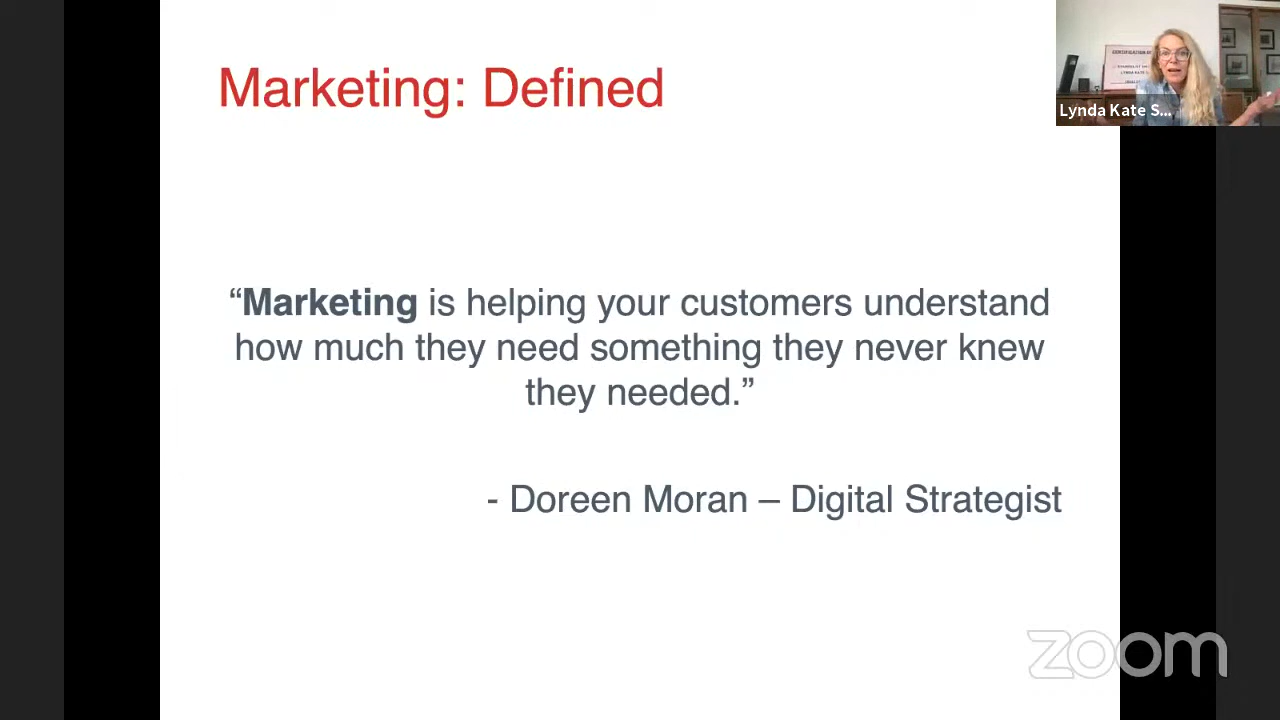 Marketing: Defined
Lynda Kate S...
“Marketing is helping your customers understand
how much they need something they never knew
they needed.”
- Doreen Moran – Digital Strategist
zoom